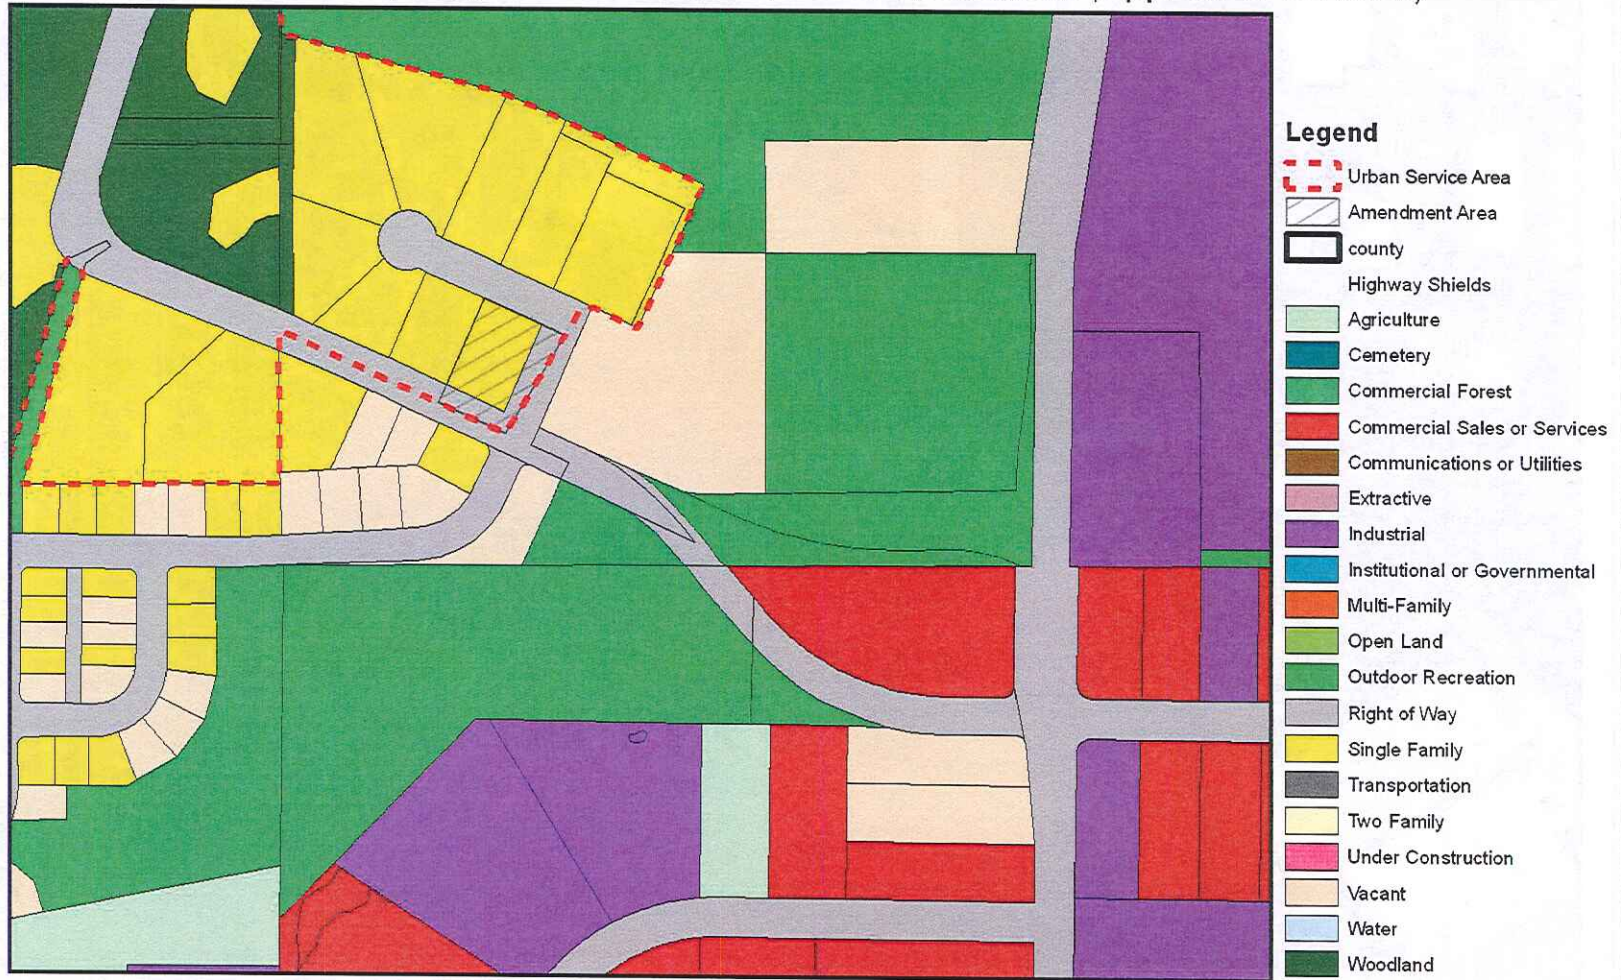 Legend
Urban Service Area
Amendment Area
county
Highway Shields
Agriculture
Cemetery
Commercial Forest
Commercial Sales or Services
Communications or Utilities
Extractive
Industrial
Institutional or Governmental
Multi-Family
Open Land
Outdoor Recreation
Right of Way
Single Family
Transportation
Two Family
Under Construction
Vacant
Water
Woodland